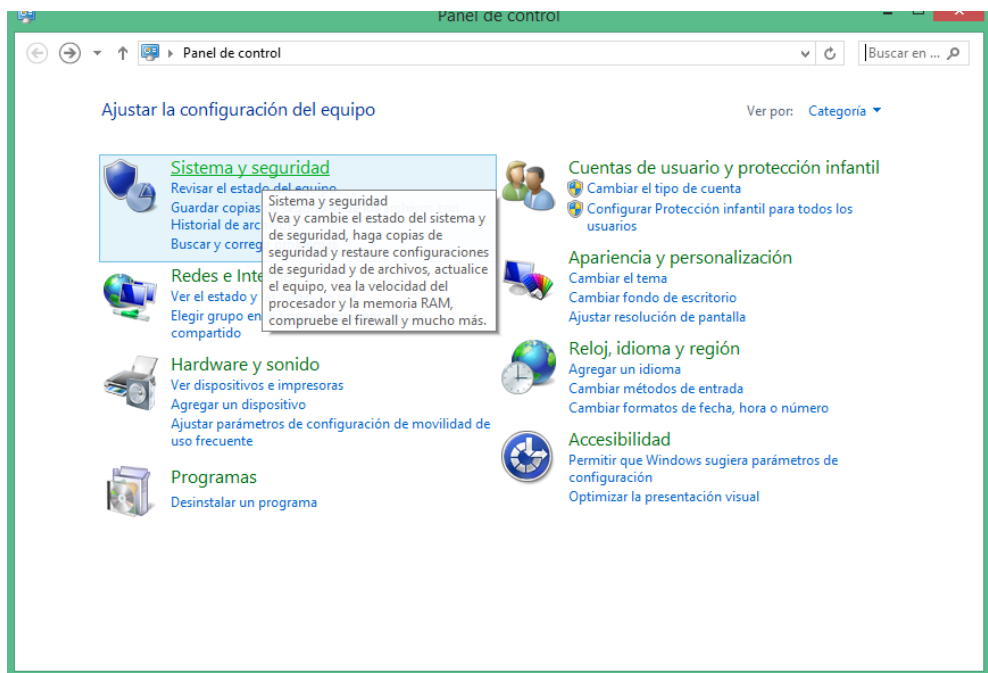 Panel de control
Panel de control
Buscar en ...
Ajustar la configuración del equipo
Ver por: Categoría
Sistema y seguridad
Revisar el estado del equipo
Guardar copias
Historial de arc
Buscar y correg
Sistema y seguridad
Vea y cambie el estado del sistema y
de seguridad, haga copias de
seguridad y restaure configuraciones
de seguridad y de archivos, actualice
el equipo, vea la velocidad del
procesador y la memoria RAM,
compruebe el firewall y mucho más.
Redes e Inte
Ver el estado y
Elegir grupo en
compartido
Hardware y sonido
Ver dispositivos e impresoras
Agregar un dispositivo
Ajustar parámetros de configuración de movilidad de
uso frecuente
Programas
Desinstalar un programa
Cuentas de usuario y protección infantil
Cambiar el tipo de cuenta
Configurar Protección infantil para todos los
usuarios
Apariencia y personalización
Cambiar el tema
Cambiar fondo de escritorio
Ajustar resolución de pantalla
Reloj, idioma y región
Agregar un idioma
Cambiar métodos de entrada
Cambiar formatos de fecha, hora o número
Accesibilidad
Permitir que Windows sugiera parámetros de
configuración
Optimizar la presentación visual